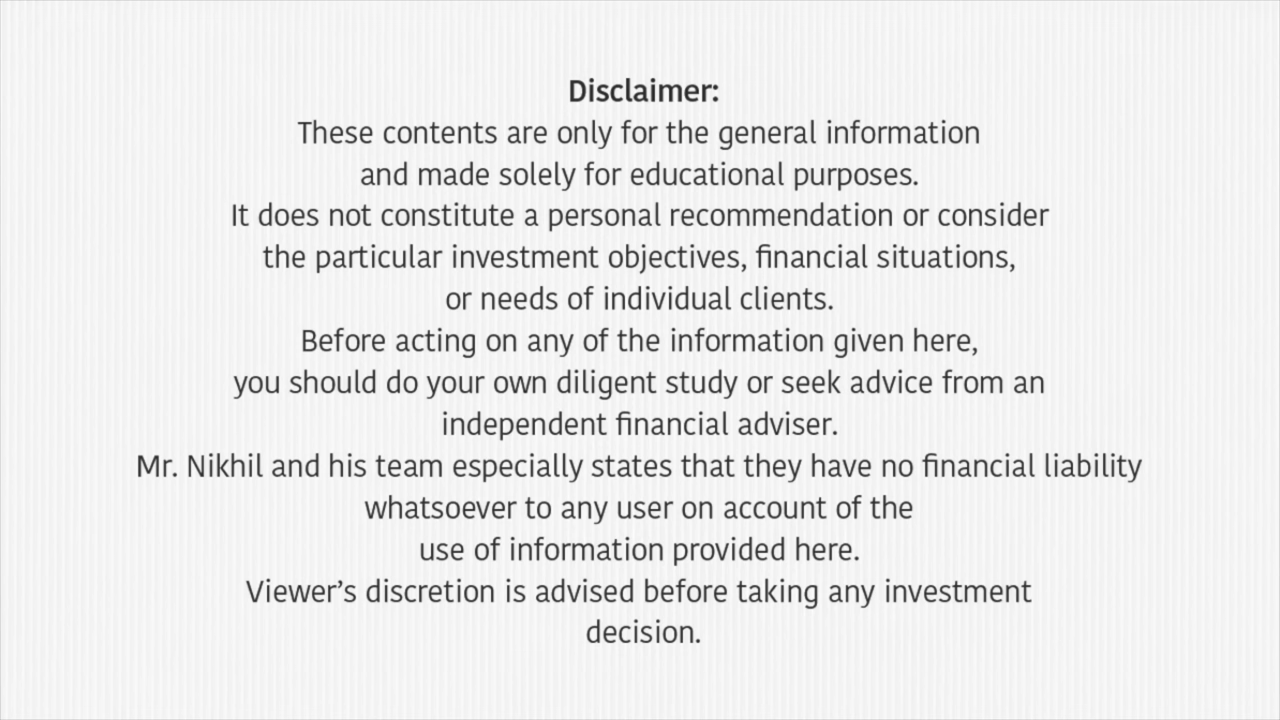 Disclaimer:
These contents are only for the general information
and made solely for educational purposes.
It does not constitute a personal recommendation or consider
the particular investment objectives, financial situations,
or needs of individual clients.
Before acting on any of the information given here,
you should do your own diligent study or seek advice from an
independent financial adviser.
Mr. Nikhil and his team especially states that they have no financial liability
whatsoever to any user on account of the
use of information provided here.
Viewer’s discretion is advised before taking any investment
decision.